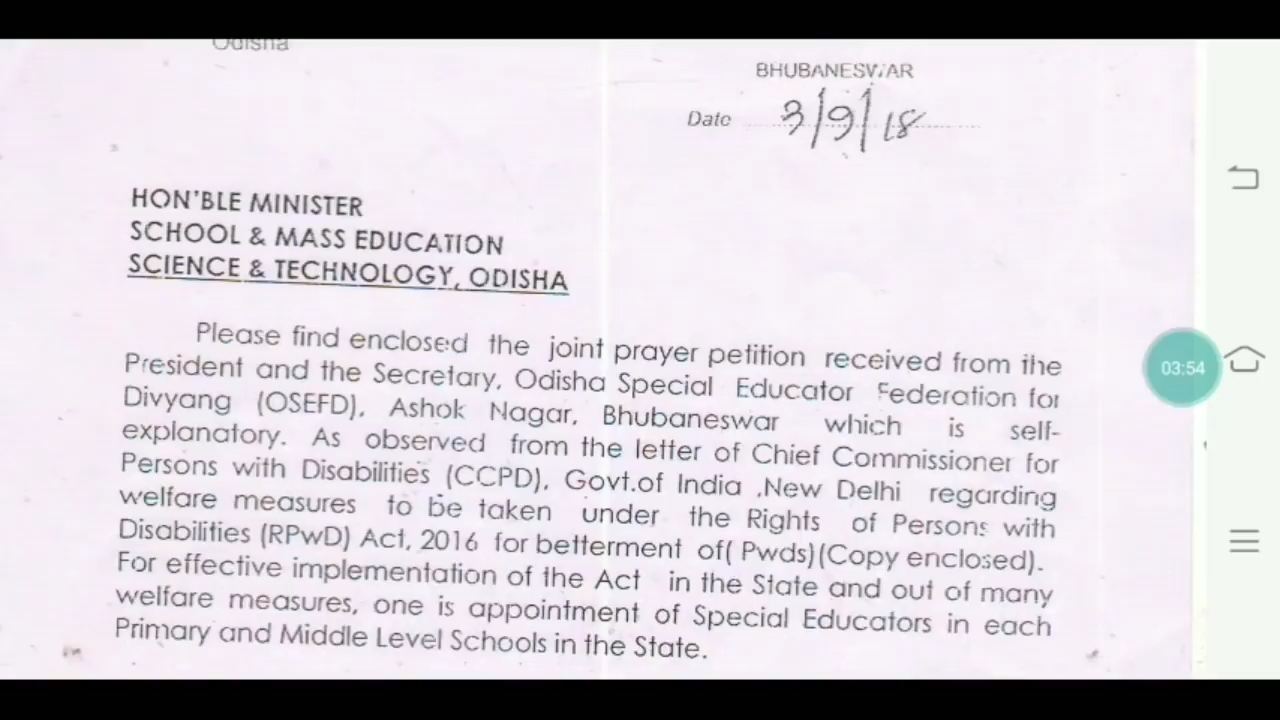 Odisha
BHUBANESWAR
Date 3/9/18
HON'BLE MINISTER
SCHOOL & MASS EDUCATION
SCIENCE & TECHNOLOGY, ODISHA
Please find enclosed the joint prayer petition received from the
President and the Secretary, Odisha Special Educator Federation for
Divyang (OSEFD), Ashok Nagar, Bhubaneswar which is self-
explanatory. As observed from the letter of Chief Commissioner for
Persons with Disabilities (CCPD), Govt.of India ,New Delhi regarding
welfare measures to be taken under the Rights of Persons with
Disabilities (RPwD) Act, 2016 for betterment of( Pwds)(Copy enclosed).
For effective implementation of the Act in the State and out of many
welfare measures, one is appointment of Special Educators in each
Primary and Middle Level Schools in the State.
03:54